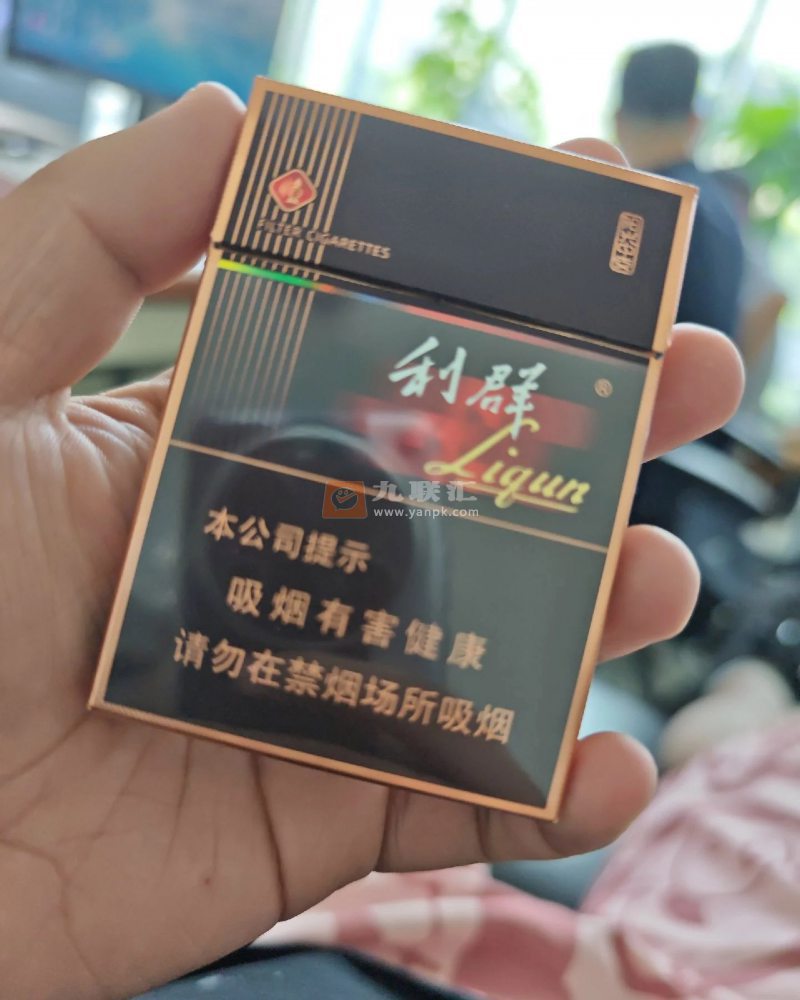 FILTER CIGARETTES
利群
®
Liqun
九联汇
www.yanpk.com
本公司提示
吸烟有害健康
请勿在禁烟场所吸烟